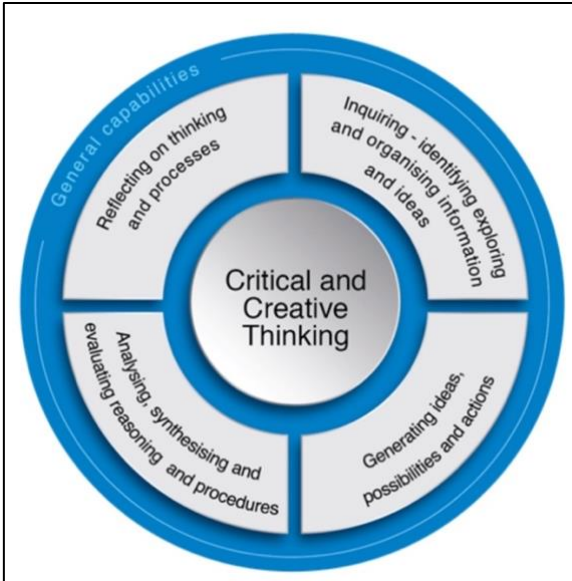 General capabilities
Reflecting on thinking
and processes
Inquiring - identifying exploring
and organising information
and ideas
Critical and
Creative
Thinking
Analysing, synthesising and
evaluating reasoning and procedures
Generating ideas,
possibilities and actions